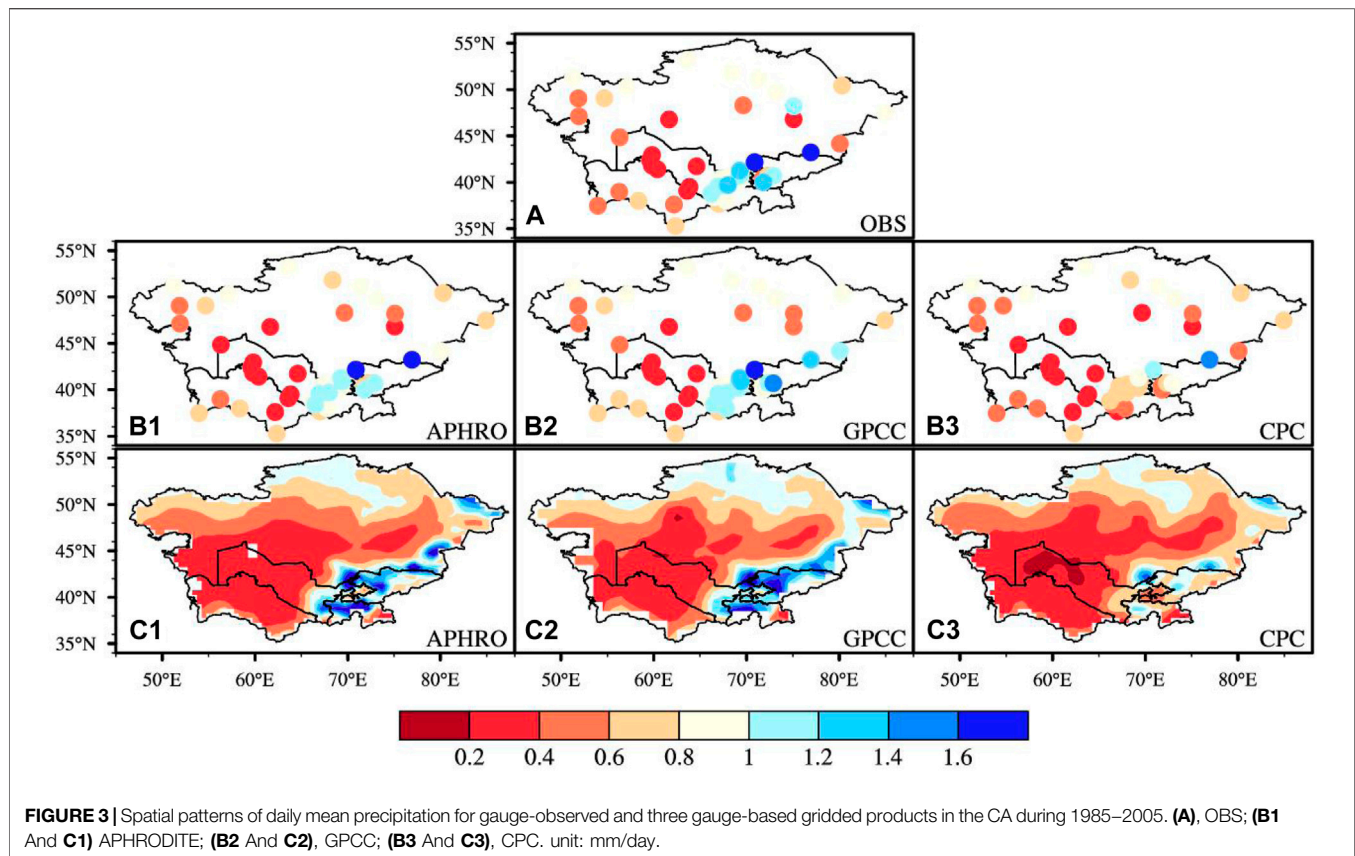 55°N
50°N
45°N
40°N
35°N
A
OBS
55°N
50°N
45°N
40°N
35°N
B1
APHRO
B2
GPCC
B3
CPC
55°N
50°N
45°N
40°N
35°N
C1
APHRO
C2
GPCC
C3
CPC
50°E 60°E 70°E 80°E 50°E 60°E 70°E 80°E 50°E 60°E 70°E 80°E
0.2 0.4 0.6 0.8 1 1.2 1.4 1.6
FIGURE 3 | Spatial patterns of daily mean precipitation for gauge-observed and three gauge-based gridded products in the CA during 1985–2005. (A), OBS; (B1
And C1) APHRODITE; (B2 And C2), GPCC; (B3 And C3), CPC. unit: mm/day.